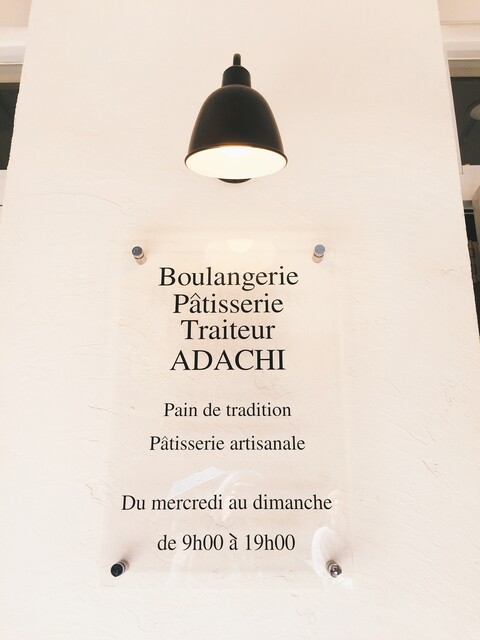 Boulangerie
Pâtisserie
Traiteur
ADACHI
Pain de tradition
Pâtisserie artisanale
Du mercredi au dimanche
de 9h00 à 19h00